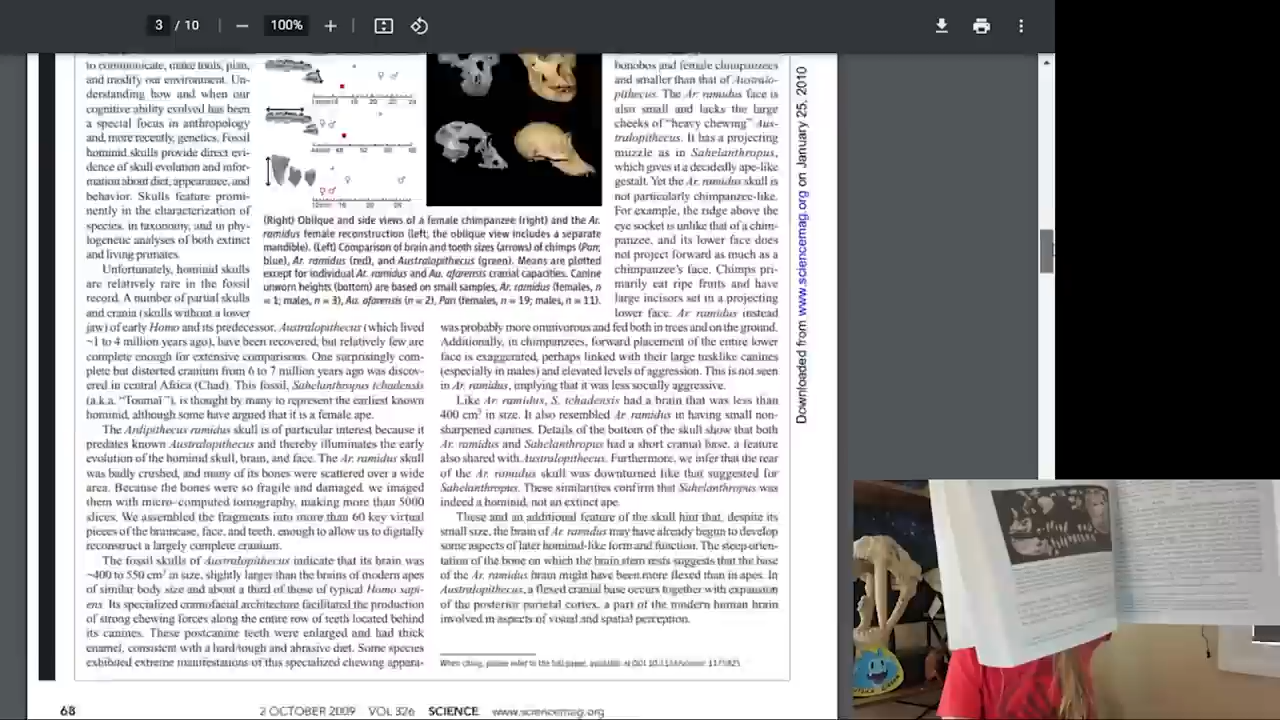 3 / 10
100%
to communicate, make tools, plan,
and modify our environment. Un-
derstanding how and when our
cognitive ability evolved has been
a special focus in anthropology
and, more recently, genetics. Fossil
hominid skulls provide direct evi-
dence of skull evolution and infor-
mation about diet, appearance, and
behavior. Skulls feature promi-
nently in the characterization of
species, in taxonomy, and in phy-
logenetic analyses of both extinct
and living primates.
Unfortunately, hominid skulls
are relatively rare in the fossil
record. A number of partial skulls
and crania (skulls without a lower
jaw) of early Homo and its predecessor, Australopithecus (which lived
~1 to 4 million years ago), have been recovered, but relatively few are
complete enough for extensive comparisons. One surprisingly com-
plete but distorted cranium from 6 to 7 million years ago was discov-
ered in central Africa (Chad). This fossil, Sahelanthropus tchadensis
(a.k.a. "Toumaï"), is thought by many to represent the earliest known
hominid, although some have argued that it is a female ape.
The Ardipithecus ramidus skull is of particular interest because it
predates known Australopithecus and thereby illuminates the early
evolution of the hominid skull, brain, and face. The Ar. ramidus skull
was badly crushed, and many of its bones were scattered over a wide
area. Because the bones were so fragile and damaged, we imaged
them with micro–computed tomography, making more than 5000
slices. We assembled the fragments into more than 60 key virtual
pieces of the braincase, face, and teeth, enough to allow us to digitally
reconstruct a largely complete cranium.
The fossil skulls of Australopithecus indicate that its brain was
~400 to 550 cm³ in size, slightly larger than the brains of modern apes
of similar body size and about a third of those of typical Homo sapi-
ens. Its specialized craniofacial architecture facilitated the production
of strong chewing forces along the entire row of teeth located behind
its canines. These postcanine teeth were enlarged and had thick
enamel, consistent with a hard/tough and abrasive diet. Some species
exhibited extreme manifestations of this specialized chewing appara-
(Right) Oblique and side views of a female chimpanzee (right) and the Ar.
ramidus female reconstruction (left; the oblique view includes a separate
mandible). (Left) Comparison of brain and tooth sizes (arrows) of chimps (Pan;
blue), Ar. ramidus (red), and Australopithecus (green). Means are plotted
except for individual Ar. ramidus and Au. afarensis cranial capacities. Canine
unworn heights (bottom) are based on small samples, Ar. ramidus (females, n
= 1; males, n = 3), Au. afarensis (n = 2), Pan (females, n = 19; males, n = 11).
bonobos and female chimpanzees
and smaller than that of Australo-
pithecus. The Ar. ramidus face is
also small and lacks the large
cheeks of "heavy chewing" Aus-
tralopithecus. It has a projecting
muzzle as in Sahelanthropus,
which gives it a decidedly ape-like
gestalt. Yet the Ar. ramidus skull is
not particularly chimpanzee-like.
For example, the ridge above the
eye socket is unlike that of a chim-
panzee, and its lower face does
not project forward as much as a
chimpanzee's face. Chimps pri-
marily eat ripe fruits and have
large incisors set in a projecting
lower face. Ar. ramidus instead
was probably more omnivorous and fed both in trees and on the ground.
Additionally, in chimpanzees, forward placement of the entire lower
face is exaggerated, perhaps linked with their large tusklike canines
(especially in males) and elevated levels of aggression. This is not seen
in Ar. ramidus, implying that it was less socially aggressive.
Like Ar. ramidus, S. tchadensis had a brain that was less than
400 cm³ in size. It also resembled Ar. ramidus in having small non-
sharpened canines. Details of the bottom of the skull show that both
Ar. ramidus and Sahelanthropus had a short cranial base, a feature
also shared with Australopithecus. Furthermore, we infer that the rear
of the Ar. ramidus skull was downturned like that suggested for
Sahelanthropus. These similarities confirm that Sahelanthropus was
indeed a hominid, not an extinct ape.
These and an additional feature of the skull hint that, despite its
small size, the brain of Ar. ramidus may have already begun to develop
some aspects of later hominid-like form and function. The steep orien-
tation of the bone on which the brain stem rests suggests that the base
of the Ar. ramidus brain might have been more flexed than in apes. In
Australopithecus, a flexed cranial base occurs together with expansion
of the posterior parietal cortex, a part of the modern human brain
involved in aspects of visual and spatial perception.
When citing, please refer to the full paper, available at DOI
68
2 OCTOBER 2009 VOL 326 SCIENCE www.sciencemag.org
Downloaded from www.sciencemag.org on January 25, 2010